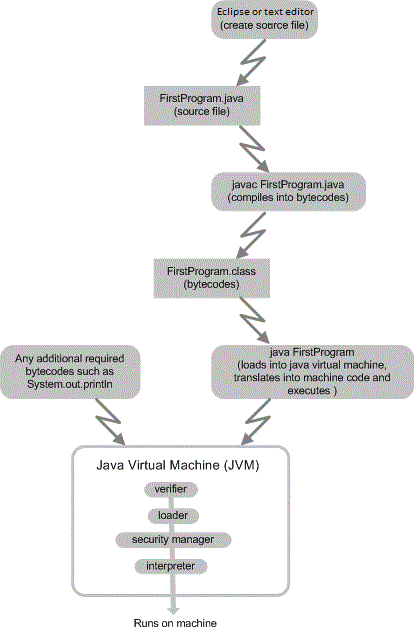 Eclipse or text editor
(create source file)
FirstProgram.java
(source file)
javac FirstProgram.java
(compiles into bytecodes)
FirstProgram.class
(bytecodes)
Any additional required
bytecodes such as
System.out.println
java FirstProgram
(loads into java virtual machine,
translates into machine code and
executes )
Java Virtual Machine (JVM)
verifier
loader
security manager
interpreter
Runs on machine